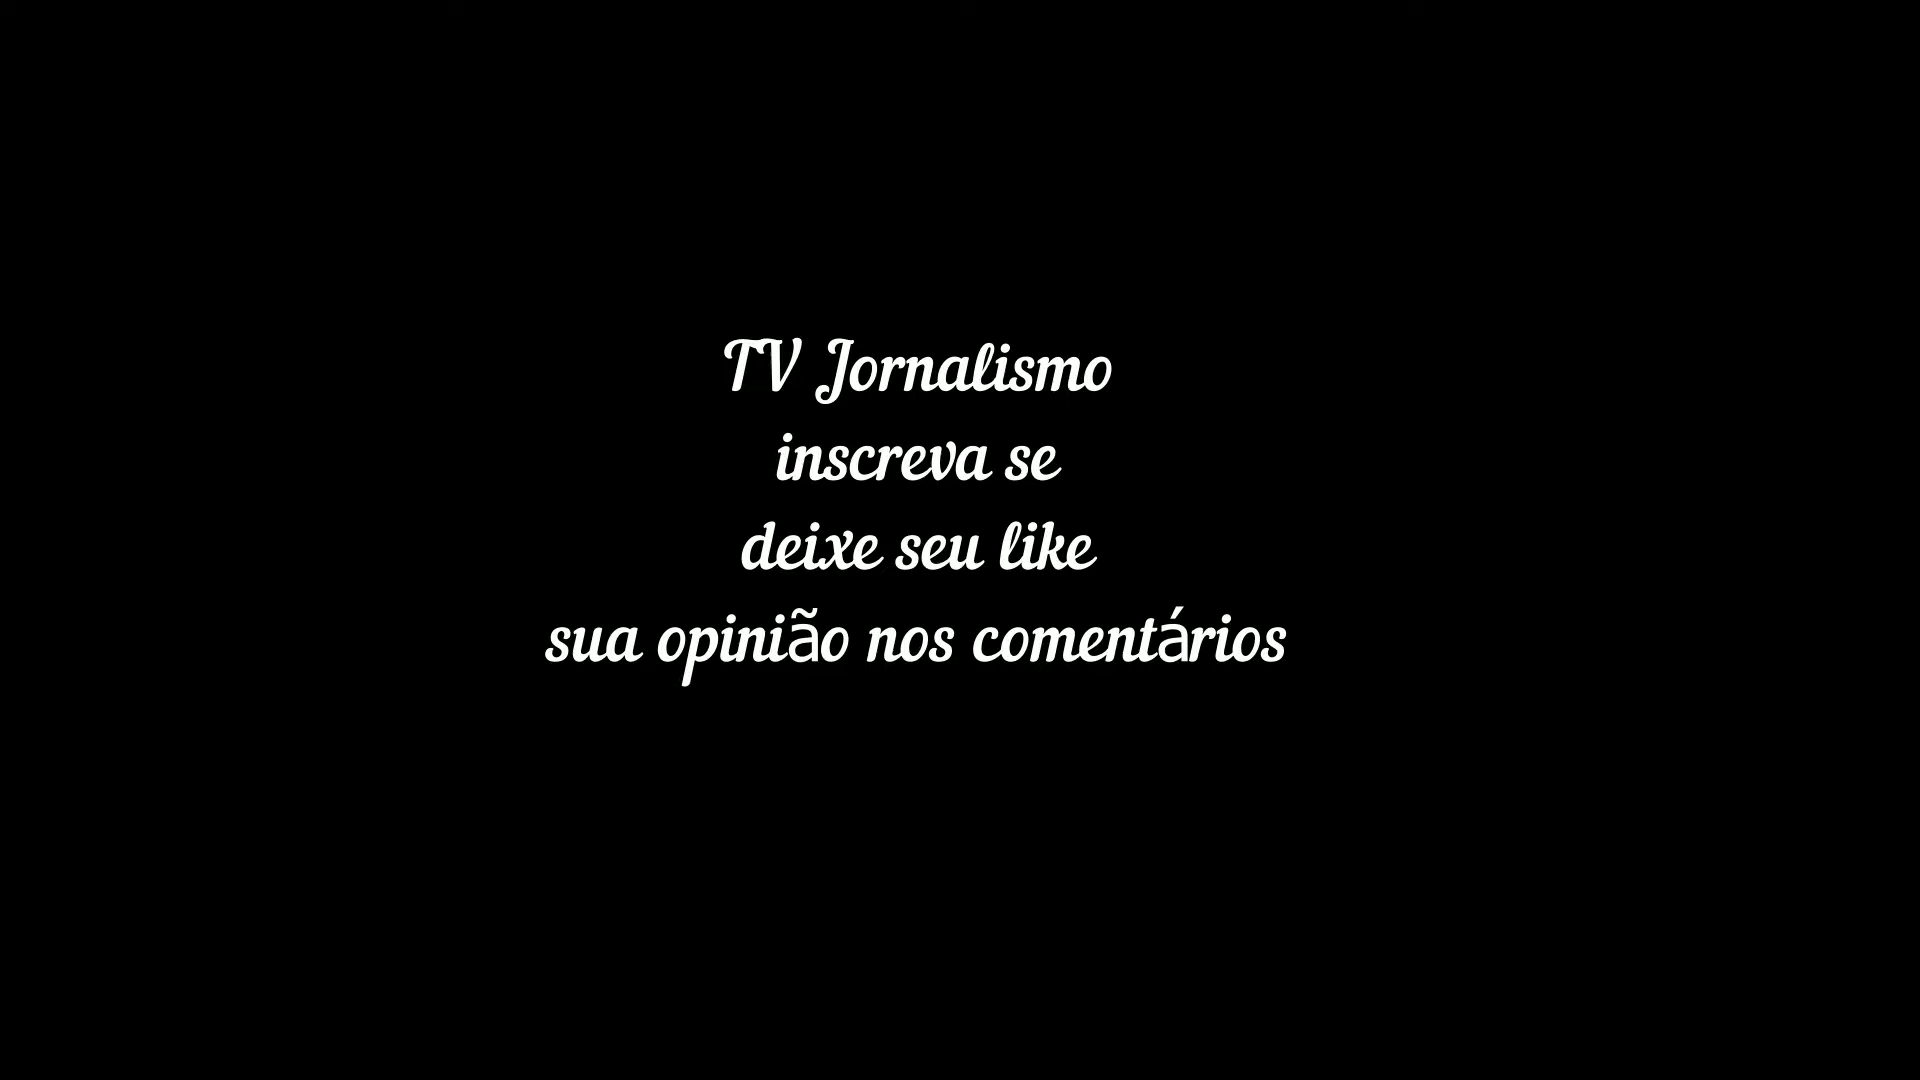 TV Jornalismo
inscreva se
deixe seu like
sua opinião nos comentários